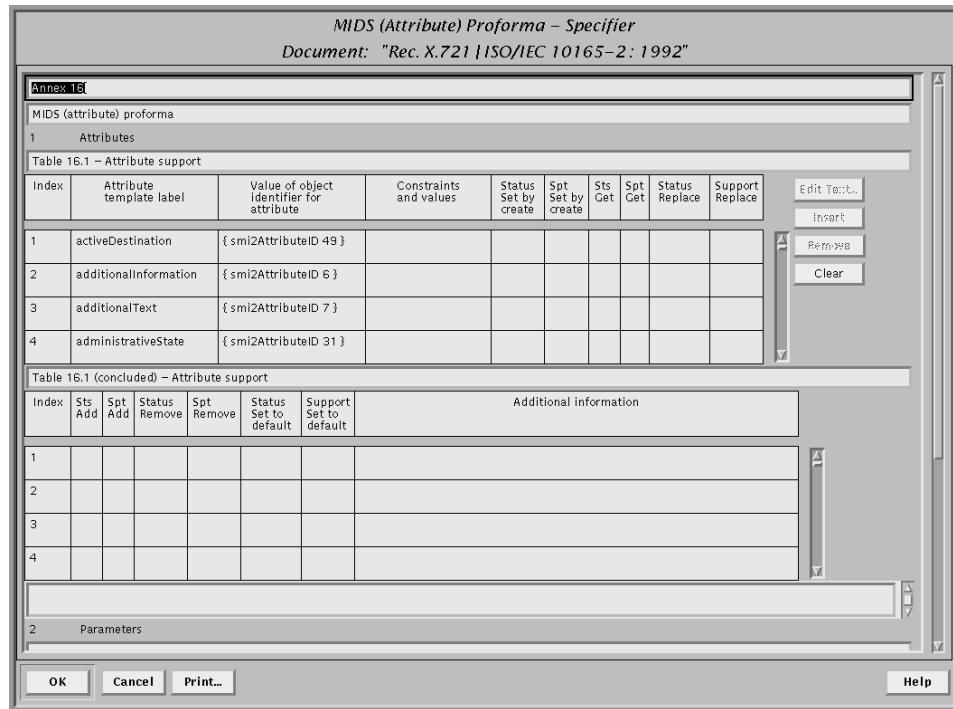 MIDS (Attribute) Proforma – Specifier
Document: "Rec. X.721 | ISO/IEC 10165–2 : 1992"
Annex 16
MIDS (attribute) proforma
1 Attributes
Table 16.1 – Attribute support
Index Attribute template label Value of object identifier for attribute Constraints and values Status Set by create Spt Set by create Sts Get Spt Get Status Replace Support Replace
Edit Text...
Insert
Remove
Clear
1 activeDestination { smi2AttributeID 49 }
2 additionalInformation { smi2AttributeID 6 }
3 additionalText { smi2AttributeID 7 }
4 administrativeState { smi2AttributeID 31 }
Table 16.1 (concluded) – Attribute support
Index Sts Add Spt Add Status Remove Spt Remove Status Set to default Support Set to default Additional information
1
2
3
4
2 Parameters
OK Cancel Print... Help